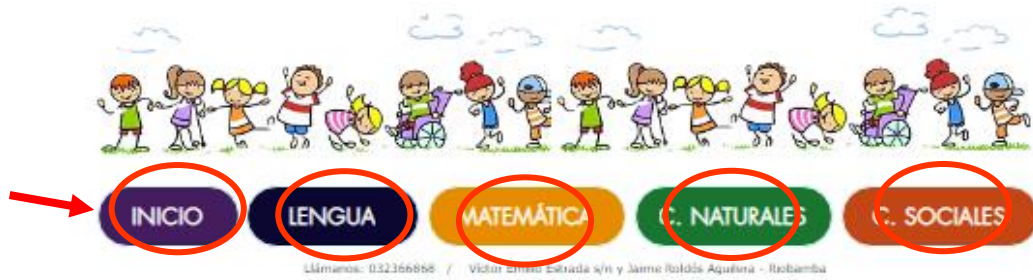 INICIO LENGUA MATEMÁTICA C. NATURALES C. SOCIALES
Llámanos: 032366868 / Víctor Emilio Estrada s/n y Jaime Roldós Aguilera - Riobamba